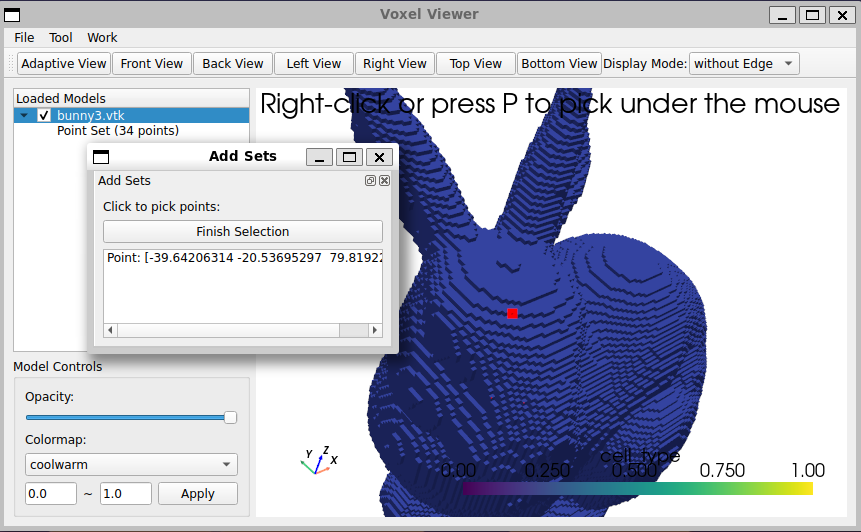 Voxel Viewer
File Tool Work
Adaptive View Front View Back View Left View Right View Top View Bottom View Display Mode: without Edge
Loaded Models
bunny3.vtk
Point Set (34 points)
Right-click or press P to pick under the mouse
Add Sets
Add Sets
Click to pick points:
Finish Selection
Point: [-39.64206314 -20.53695297 79.81922
Model Controls
Opacity:
Colormap:
coolwarm
0.0 ~ 1.0 Apply
Y Z X
cell_type
0.00 0.250 0.500 0.750 1.00